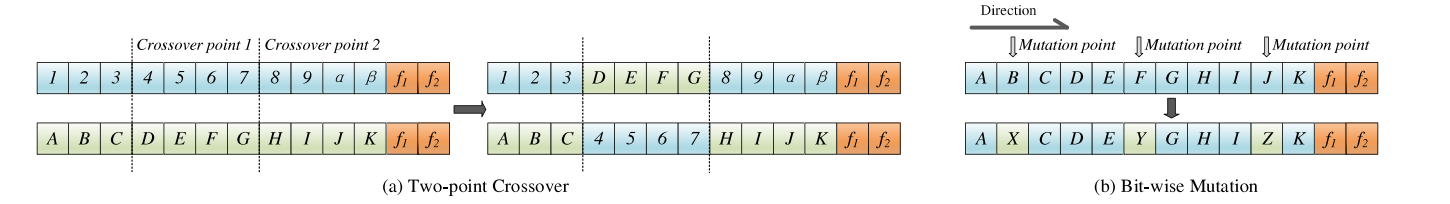 Direction
Crossover point 1 Crossover point 2
Mutation point Mutation point Mutation point
1 2 3 4 5 6 7 8 9 α β f1 f2
1 2 3 D E F G 8 9 α β f1 f2
A B C D E F G H I J K f1 f2
A B C D E F G H I J K f1 f2
A B C 4 5 6 7 H I J K f1 f2
A X C D E Y G H I Z K f1 f2
(a) Two-point Crossover
(b) Bit-wise Mutation